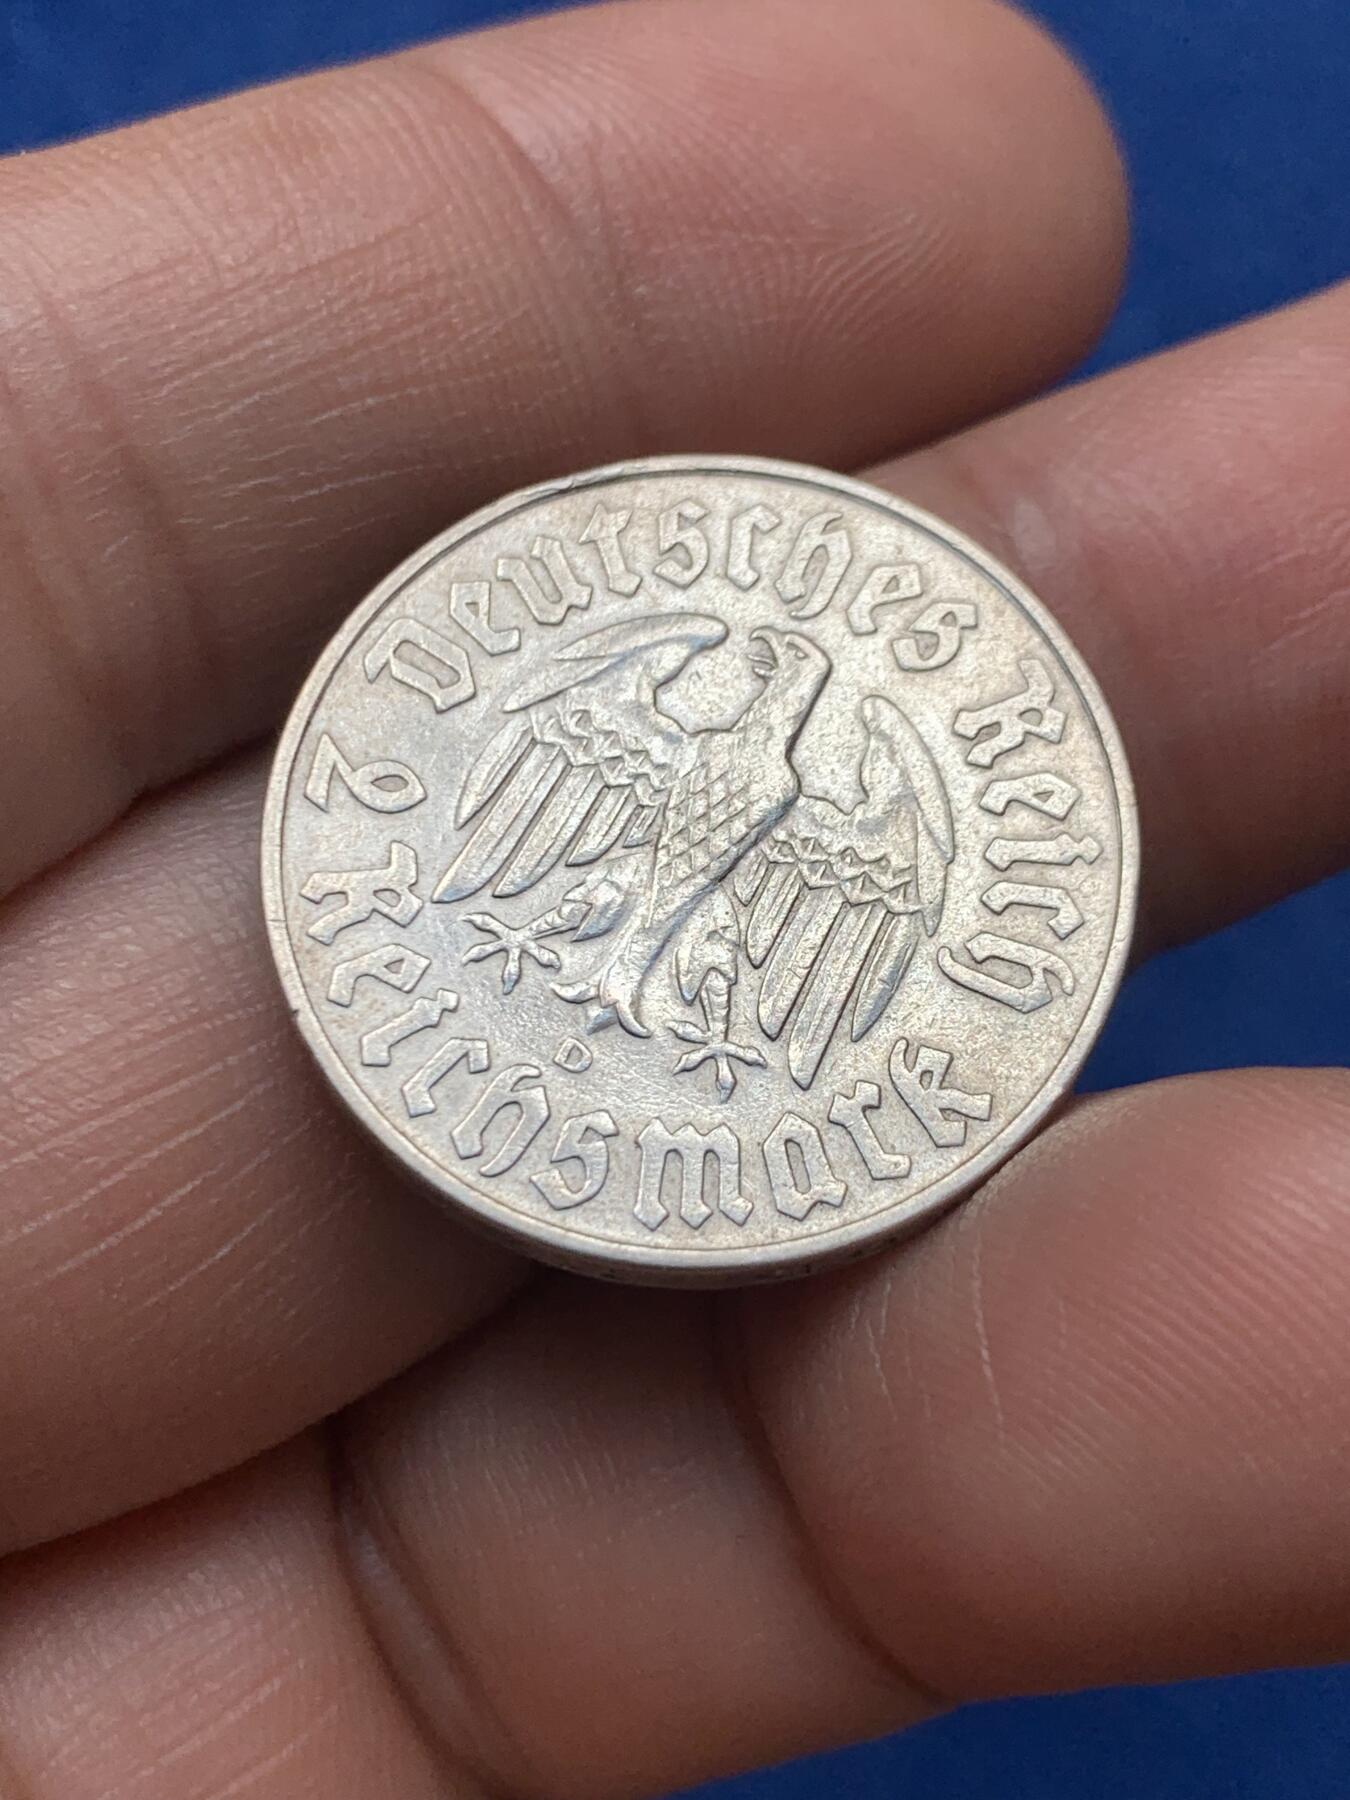 Deutsches Reich
2 Reichsmark
D